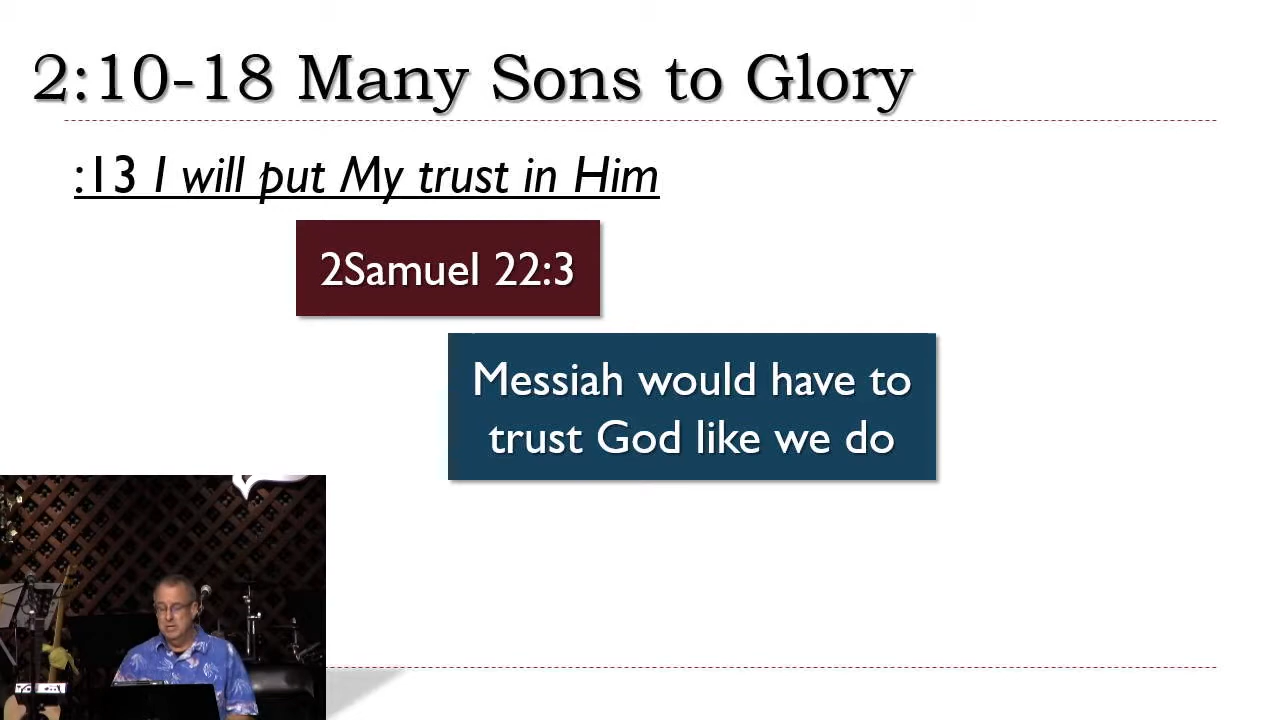 2:10-18 Many Sons to Glory
:13 I will put My trust in Him
2Samuel 22:3
Messiah would have to
trust God like we do